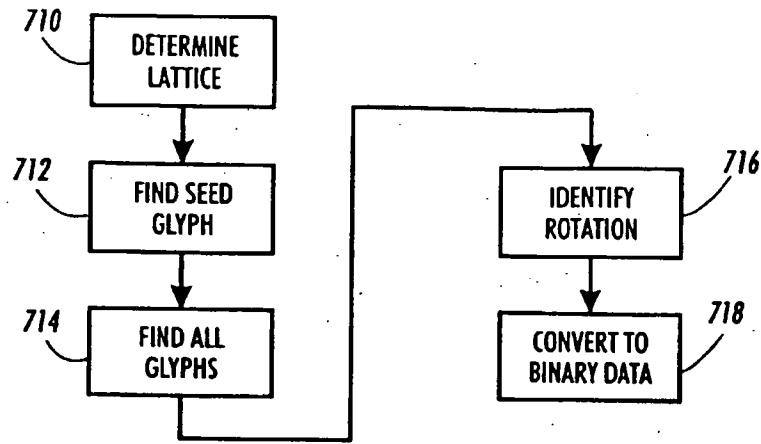 710
DETERMINE
LATTICE
712
FIND SEED
GLYPH
714
FIND ALL
GLYPHS
716
IDENTIFY
ROTATION
718
CONVERT TO
BINARY DATA